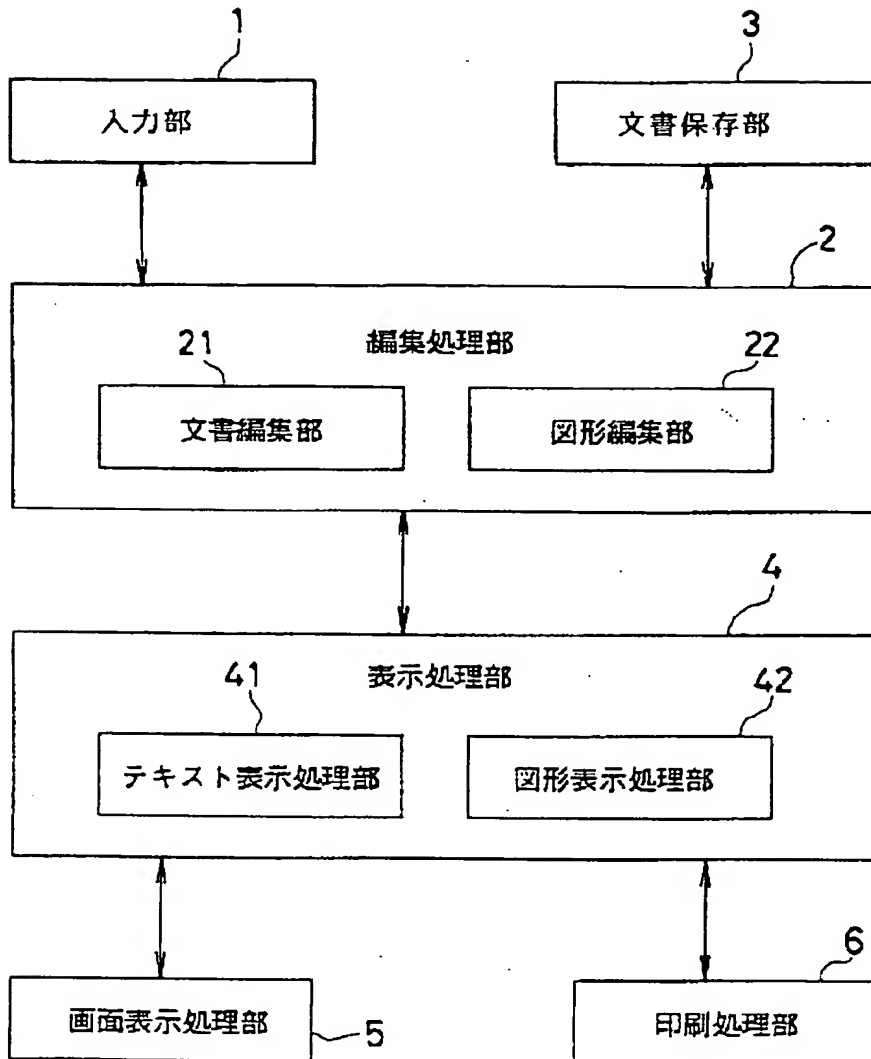 1
3
入力部
文書保存部
2
編集処理部
21
22
文書編集部
図形編集部
4
表示処理部
41
42
テキスト表示処理部
図形表示処理部
6
画面表示処理部
5
印刷処理部